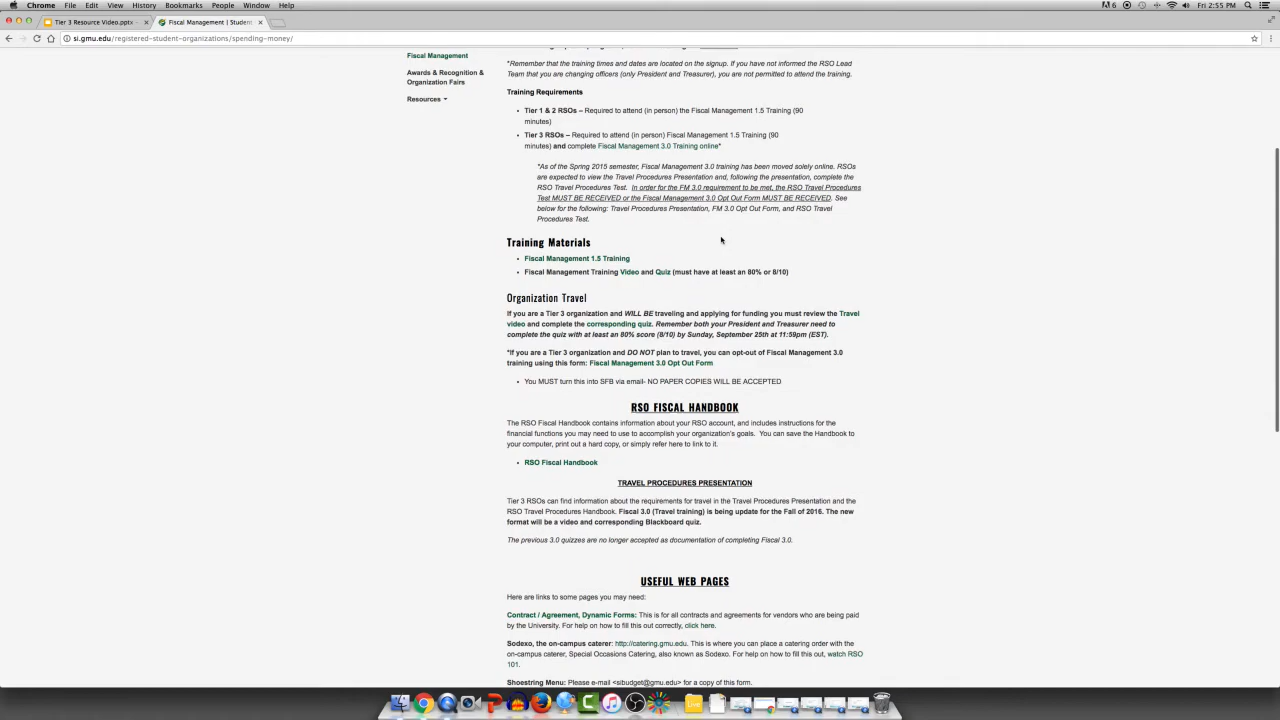 Chrome File Edit View History Bookmarks People Window Help
6 Fri 2:55 PM
Tier 3 Resource Video.pptx
Fiscal Management | Student
si.gmu.edu/registered-student-organizations/spending-money/
Fiscal Management
*Remember that the training times and dates are located on the signup. If you have not informed the RSO Lead
Team that you are changing officers (only President and Treasurer), you are not permitted to attend the training.
Awards & Recognition &
Organization Fairs
Resources
Training Requirements
Tier 1 & 2 RSOs – Required to attend (in person) the Fiscal Management 1.5 Training (90
minutes)
Tier 3 RSOs – Required to attend (in person) Fiscal Management 1.5 Training (90
minutes) and complete Fiscal Management 3.0 Training online*
*As of the Spring 2015 semester, Fiscal Management 3.0 training has been moved solely online. RSOs
are expected to view the Travel Procedures Presentation and, following the presentation, complete the
RSO Travel Procedures Test. In order for the FM 3.0 requirement to be met, the RSO Travel Procedures
Test MUST BE RECEIVED or the Fiscal Management 3.0 Opt Out Form MUST BE RECEIVED. See
below for the following: Travel Procedures Presentation, FM 3.0 Opt Out Form, and RSO Travel
Procedures Test.
Training Materials
Fiscal Management 1.5 Training
Fiscal Management Training Video and Quiz (must have at least an 80% or 8/10)
Organization Travel
If you are a Tier 3 organization and WILL BE traveling and applying for funding you must review the Travel
video and complete the corresponding quiz. Remember both your President and Treasurer need to
complete the quiz with at least an 80% score (8/10) by Sunday, September 25th at 11:59pm (EST).
*If you are a Tier 3 organization and DO NOT plan to travel, you can opt-out of Fiscal Management 3.0
training using this form: Fiscal Management 3.0 Opt Out Form
You MUST turn this into SFB via email- NO PAPER COPIES WILL BE ACCEPTED
RSO FISCAL HANDBOOK
The RSO Fiscal Handbook contains information about your RSO account, and includes instructions for the
financial functions you may need to use to accomplish your organization's goals. You can save the Handbook to
your computer, print out a hard copy, or simply refer here to link to it.
RSO Fiscal Handbook
TRAVEL PROCEDURES PRESENTATION
Tier 3 RSOs can find information about the requirements for travel in the Travel Procedures Presentation and the
RSO Travel Procedures Handbook. Fiscal 3.0 (Travel training) is being update for the Fall of 2016. The new
format will be a video and corresponding Blackboard quiz.
The previous 3.0 quizzes are no longer accepted as documentation of completing Fiscal 3.0.
USEFUL WEB PAGES
Here are links to some pages you may need:
Contract / Agreement, Dynamic Forms: This is for all contracts and agreements for vendors who are being paid
by the University. For help on how to fill this out correctly, click here.
Sodexo, the on-campus caterer: http://catering.gmu.edu. This is where you can place a catering order with the
on-campus caterer, Special Occasions Catering, also known as Sodexo. For help on how to fill this out, watch RSO
101.
Shoestring Menu: Please e-mail <sibudget@gmu.edu> for a copy of this form.